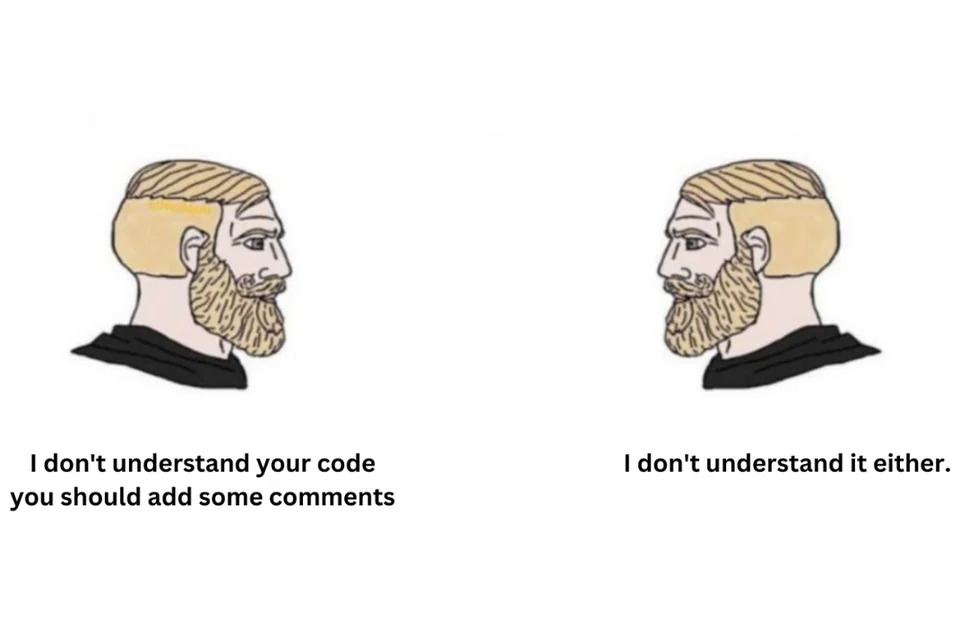 I don't understand your code
you should add some comments
I don't understand it either.